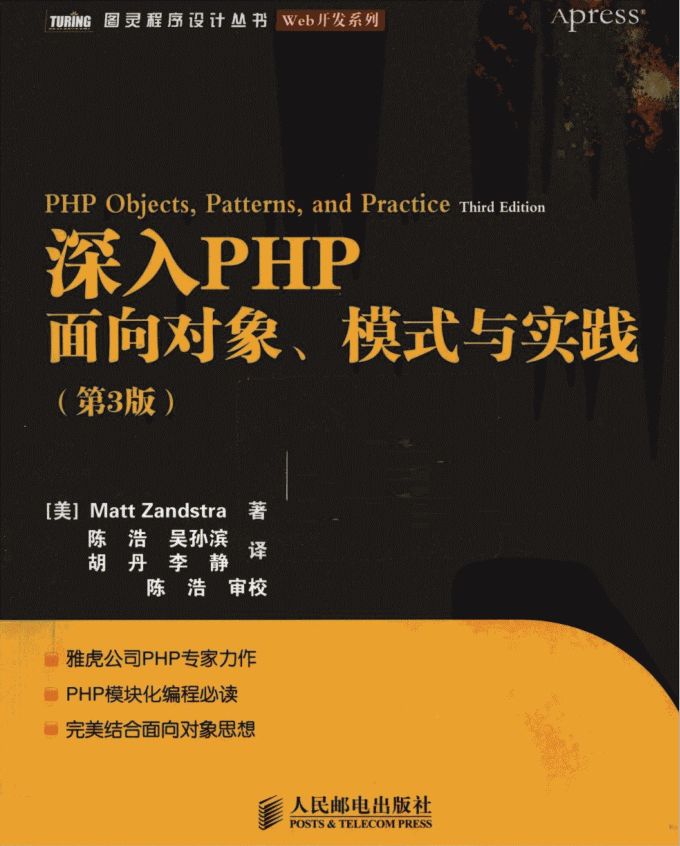 TURING 图灵程序设计丛书 Web开发系列
Apress®
PHP Objects, Patterns, and Practice Third Edition
深入PHP
面向对象、模式与实践
（第3版）
[美] Matt Zandstra 著
陈 浩 吴孙滨
胡 丹 李 静 译
陈 浩 审校
雅虎公司PHP专家力作
PHP模块化编程必读
完美结合面向对象思想
人民邮电出版社
POSTS & TELECOM PRESS